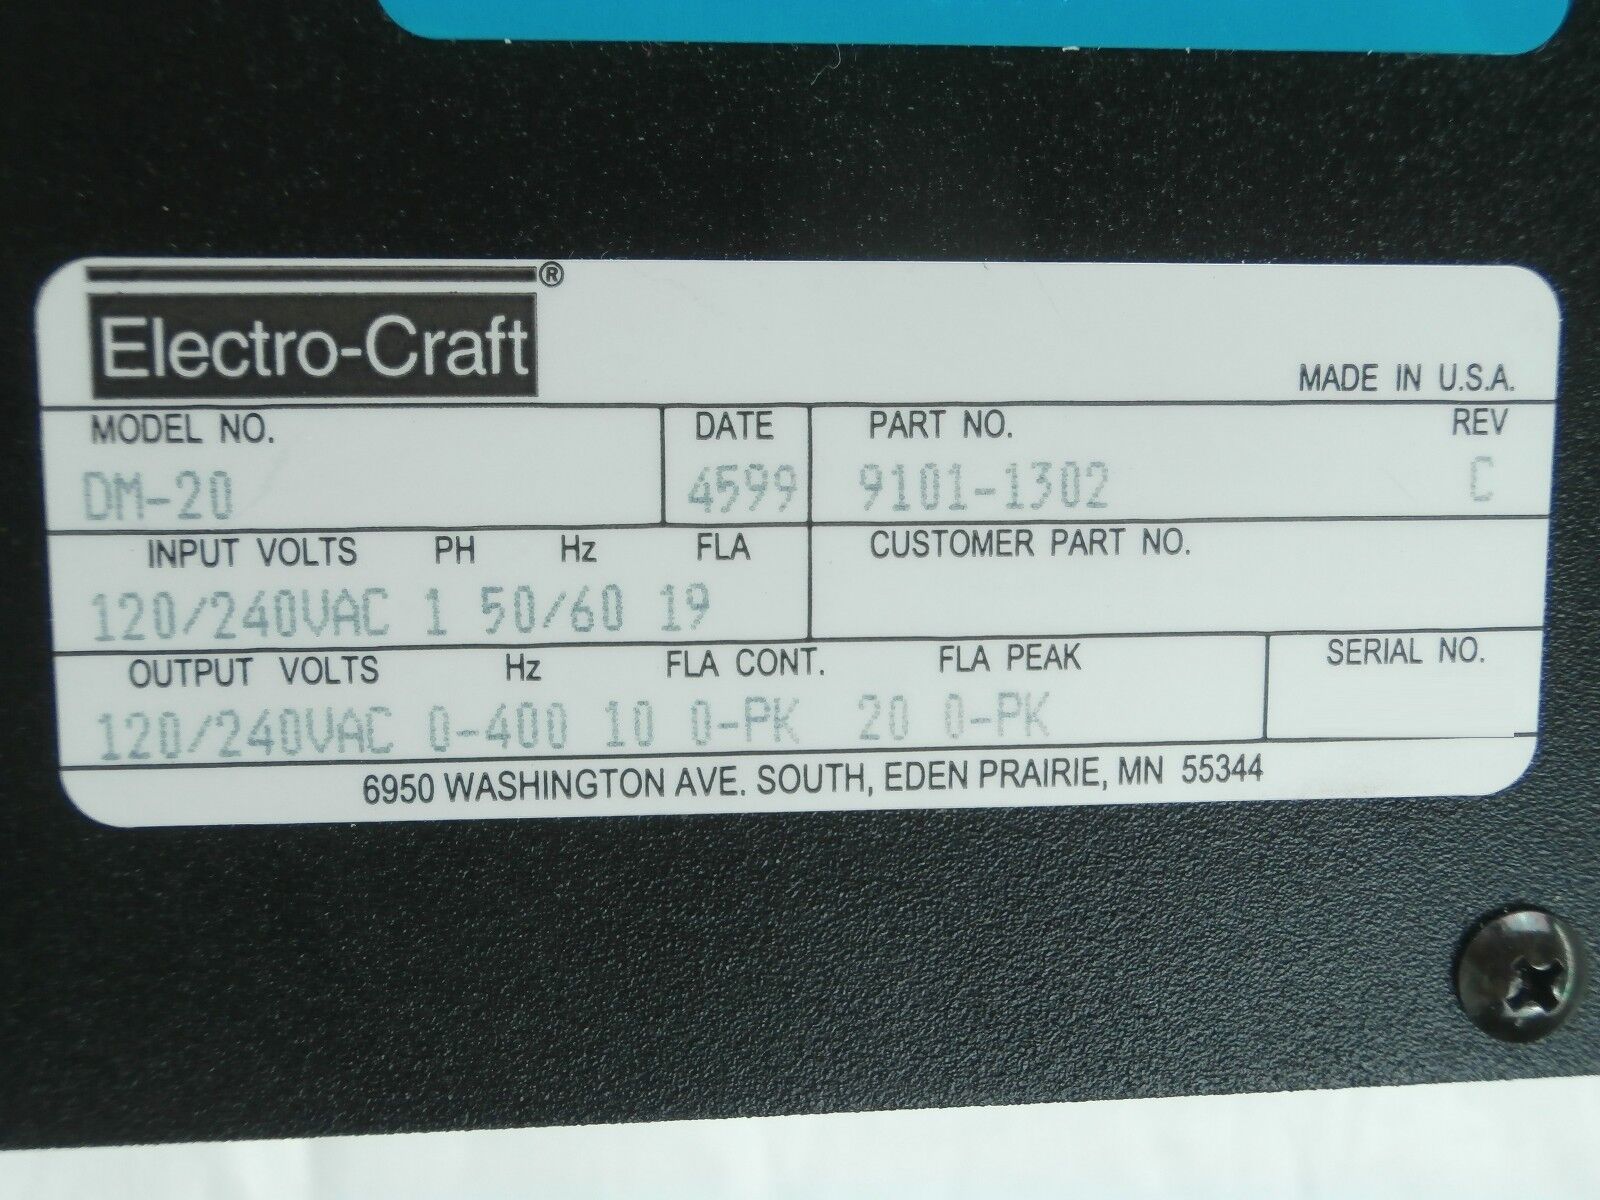 Electro-Craft®
MADE IN U.S.A.
MODEL NO. DATE PART NO. REV
DM-20 4599 9101-1302 C
INPUT VOLTS PH Hz FLA CUSTOMER PART NO.
120/240VAC 1 50/60 19
OUTPUT VOLTS Hz FLA CONT. FLA PEAK SERIAL NO.
120/240VAC 0-400 10 0-PK 20 0-PK
6950 WASHINGTON AVE. SOUTH, EDEN PRAIRIE, MN 55344